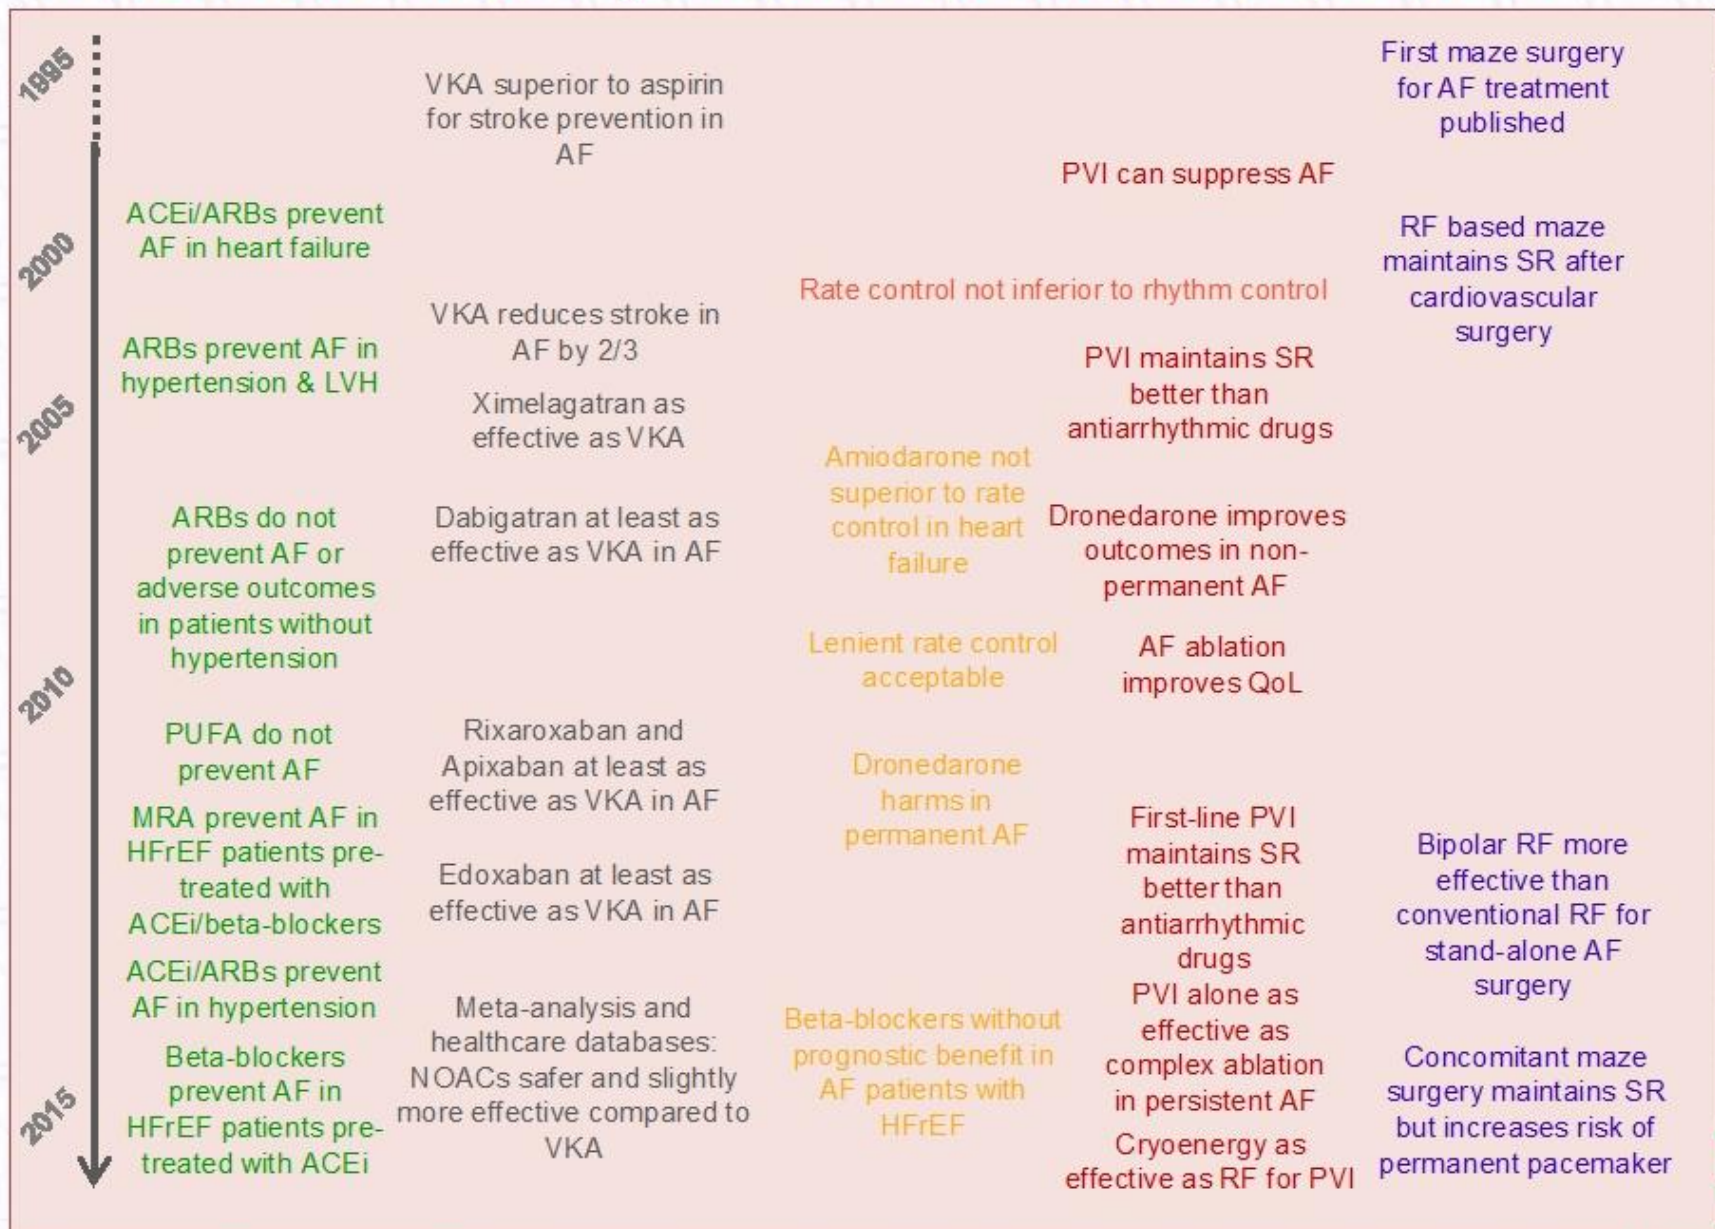 1995
2000
2005
2010
2015
ACEi/ARBs prevent
AF in heart failure
ARBs prevent AF in
hypertension & LVH
ARBs do not
prevent AF or
adverse outcomes
in patients without
hypertension
PUFA do not
prevent AF
MRA prevent AF in
HFrEF patients pre-
treated with
ACEi/beta-blockers
ACEi/ARBs prevent
AF in hypertension
Beta-blockers
prevent AF in
HFrEF patients pre-
treated with ACEi
VKA superior to aspirin
for stroke prevention in
AF
VKA reduces stroke in
AF by 2/3
Ximelagatran as
effective as VKA
Dabigatran at least as
effective as VKA in AF
Rixaroxaban and
Apixaban at least as
effective as VKA in AF
Edoxaban at least as
effective as VKA in AF
Meta-analysis and
healthcare databases:
NOACs safer and slightly
more effective compared to
VKA
Rate control not inferior to rhythm control
Amiodarone not
superior to rate
control in heart
failure
Lenient rate control
acceptable
Dronedarone
harms in
permanent AF
Beta-blockers without
prognostic benefit in
AF patients with
HFrEF
PVI can suppress AF
PVI maintains SR
better than
antiarrhythmic drugs
Dronedarone improves
outcomes in non-
permanent AF
AF ablation
improves QoL
First-line PVI
maintains SR
better than
antiarrhythmic
drugs
PVI alone as
effective as
complex ablation
in persistent AF
Cryoenergy as
effective as RF for PVI
First maze surgery
for AF treatment
published
RF based maze
maintains SR after
cardiovascular
surgery
Bipolar RF more
effective than
conventional RF for
stand-alone AF
surgery
Concomitant maze
surgery maintains SR
but increases risk of
permanent pacemaker